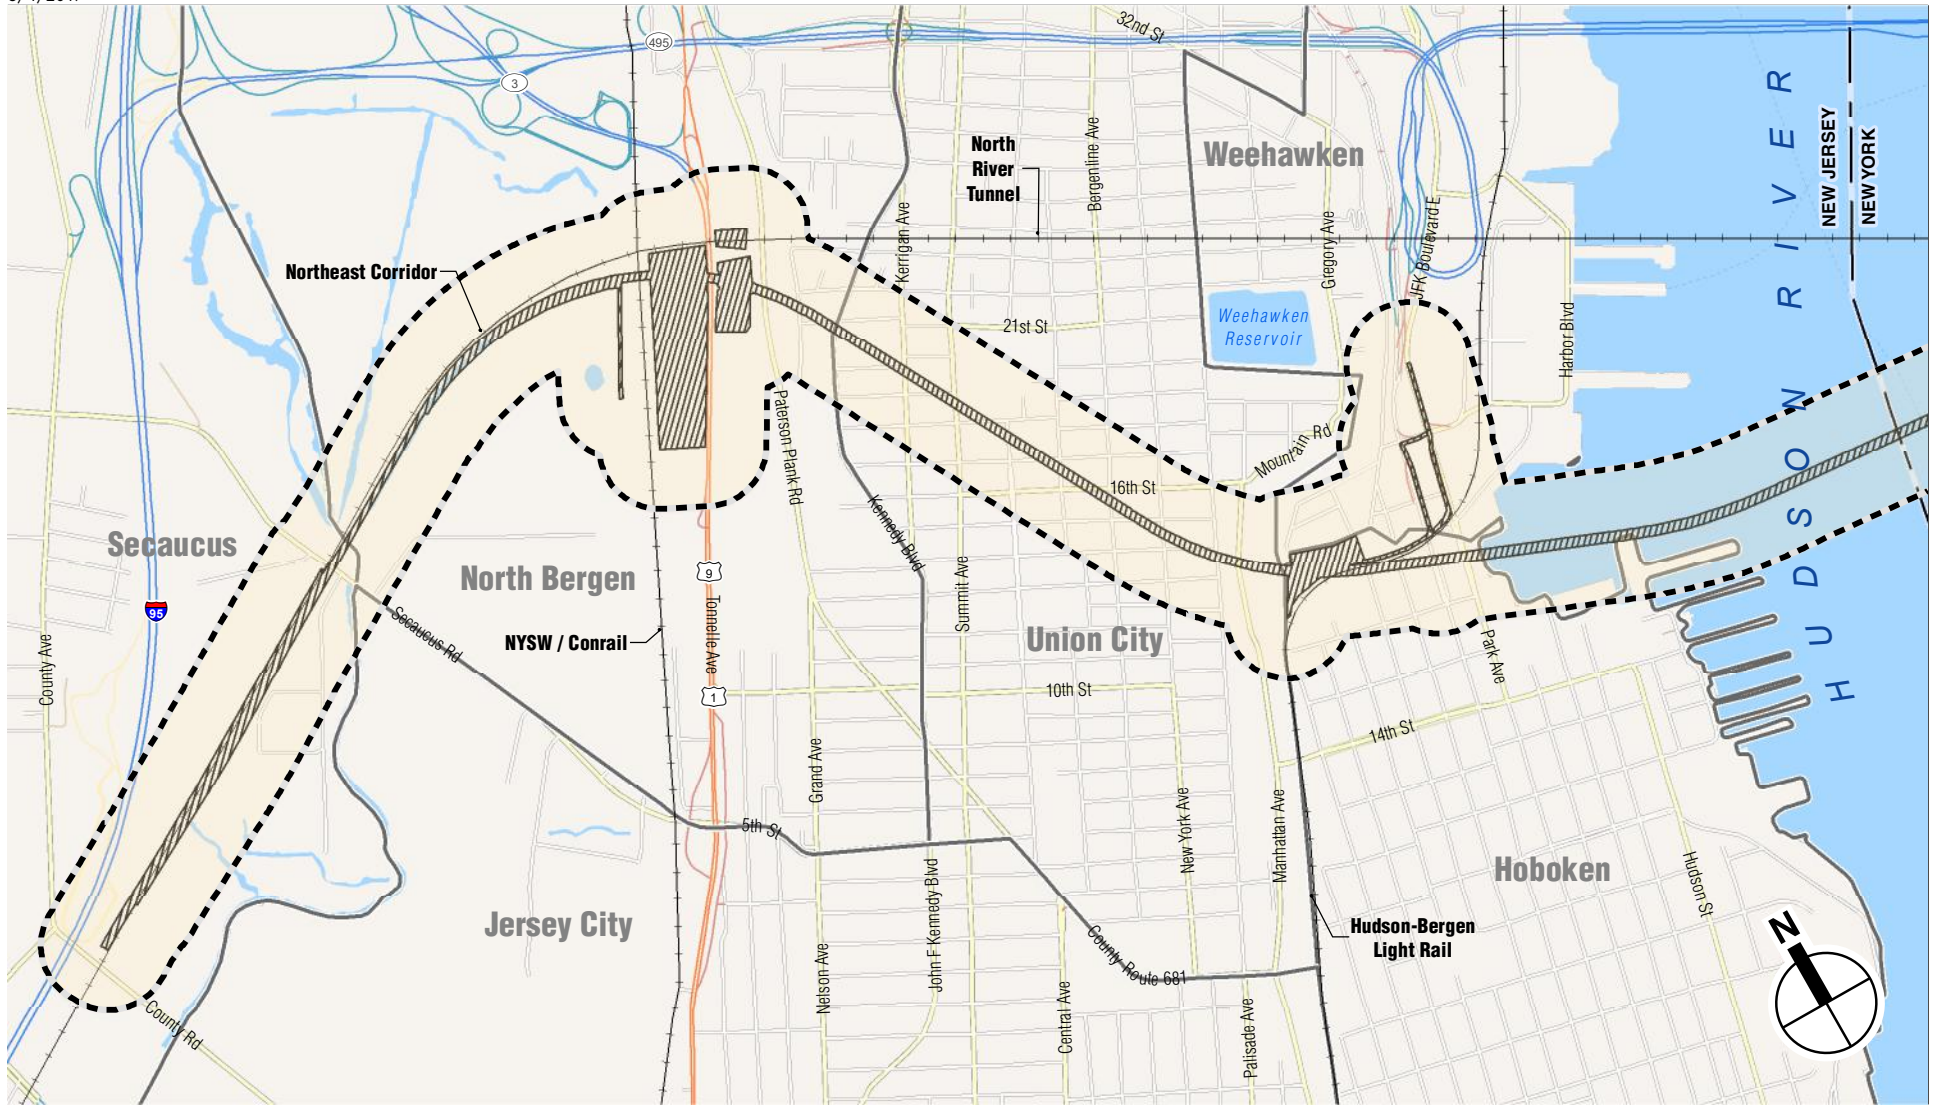 495
32nd St
3
North
River
Tunnel
Bergenline Ave
Weehawken
NEW JERSEY
NEW YORK
HUDSON RIVER
Kerrigan Ave
Gregory Ave
JFK Boulevard E
Northeast Corridor
21st St
Weehawken
Reservoir
Harbor Blvd
Paterson Plank Rd
Mountain Rd
16th St
Kennedy Blvd
Secaucus
North Bergen
9
Summit Ave
95
Tonnelle Ave
Secaucus Rd
NYSW / Conrail
Union City
County Ave
Park Ave
1
10th St
14th St
Grand Ave
New York Ave
Manhattan Ave
5th St
John F Kennedy Blvd
Hoboken
Hudson St
Jersey City
Hudson-Bergen
Light Rail
N
County Route 681
Nelson Ave
Central Ave
Palisade Ave
County Rd